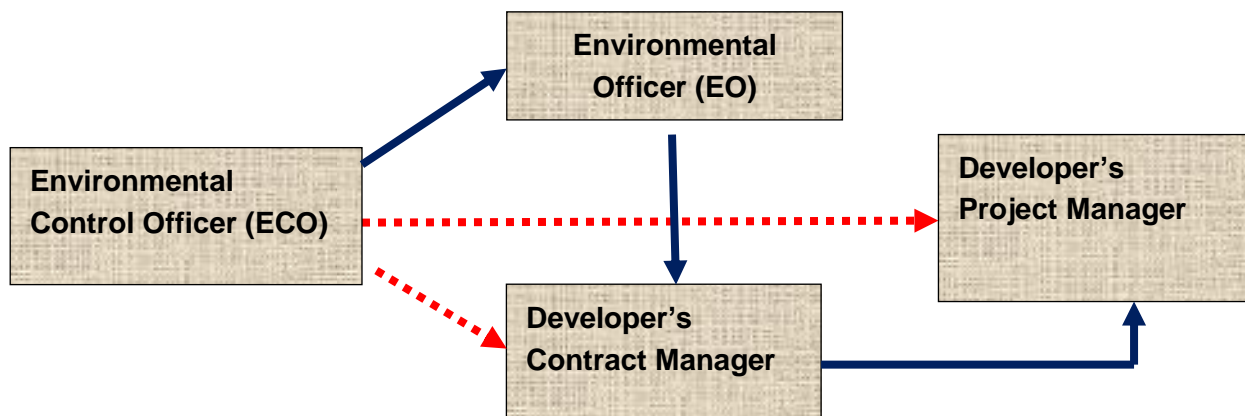 Environmental
Officer (EO)
Environmental
Control Officer (ECO)
Developer’s
Project Manager
Developer’s
Contract Manager